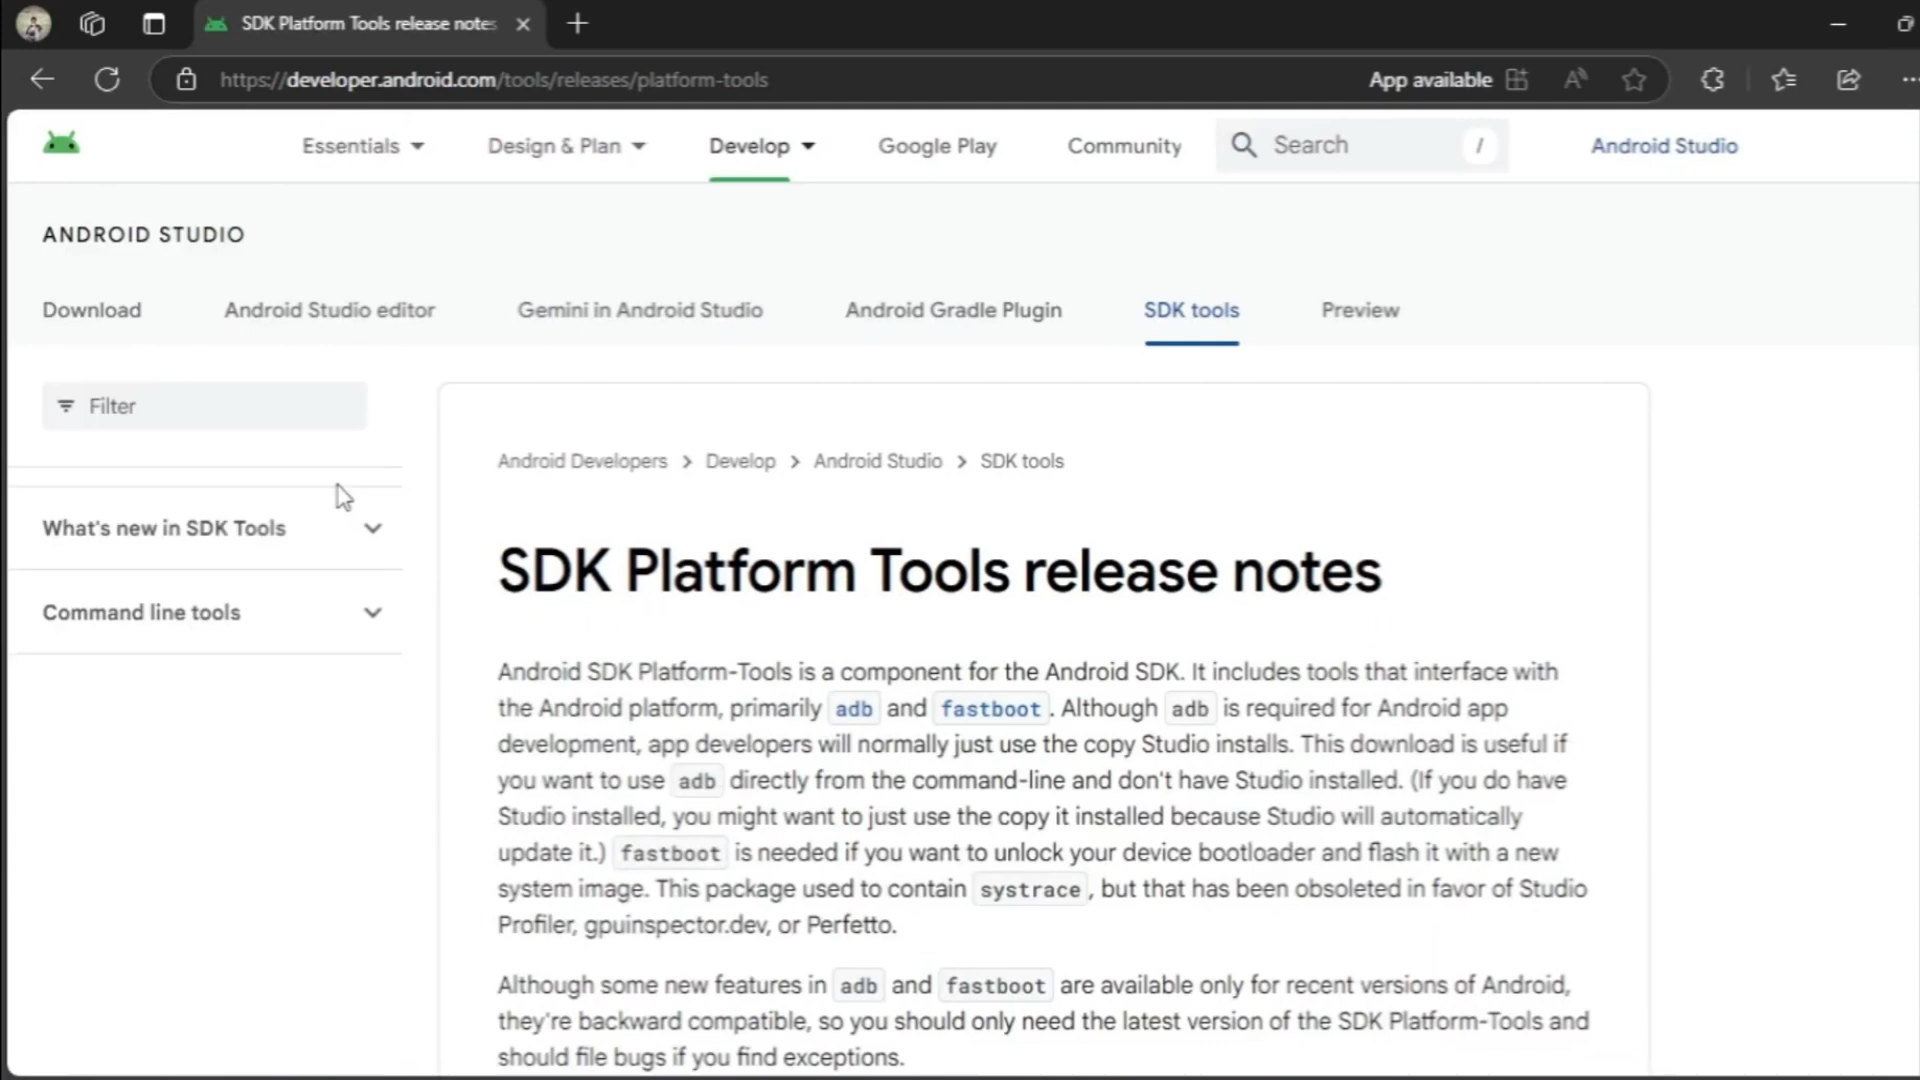 SDK Platform Tools release notes
https://developer.android.com/tools/releases/platform-tools
App available
Essentials
Design & Plan
Develop
Google Play
Community
Search
/
Android Studio
ANDROID STUDIO
Download
Android Studio editor
Gemini in Android Studio
Android Gradle Plugin
SDK tools
Preview
Filter
What's new in SDK Tools
Command line tools
Android Developers > Develop > Android Studio > SDK tools
SDK Platform Tools release notes
Android SDK Platform-Tools is a component for the Android SDK. It includes tools that interface with
the Android platform, primarily adb and fastboot. Although adb is required for Android app
development, app developers will normally just use the copy Studio installs. This download is useful if
you want to use adb directly from the command-line and don't have Studio installed. (If you do have
Studio installed, you might want to just use the copy it installed because Studio will automatically
update it.) fastboot is needed if you want to unlock your device bootloader and flash it with a new
system image. This package used to contain systrace, but that has been obsoleted in favor of Studio
Profiler, gpuinspector.dev, or Perfetto.
Although some new features in adb and fastboot are available only for recent versions of Android,
they're backward compatible, so you should only need the latest version of the SDK Platform-Tools and
should file bugs if you find exceptions.